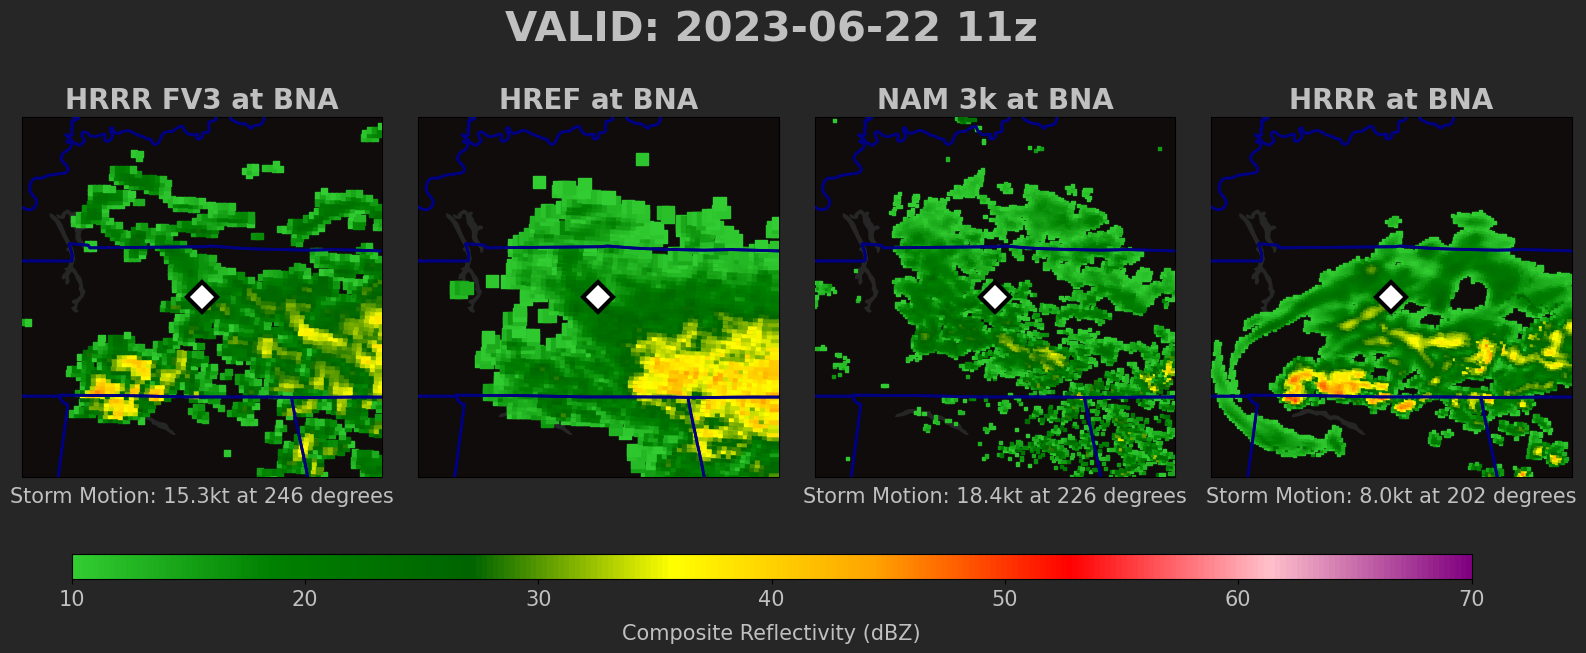 VALID: 2023-06-22 11z
HRRR FV3 at BNA
HREF at BNA
NAM 3k at BNA
HRRR at BNA
Storm Motion: 15.3kt at 246 degrees
Storm Motion: 18.4kt at 226 degrees
Storm Motion: 8.0kt at 202 degrees
10 20 30 40 50 60 70
Composite Reflectivity (dBZ)